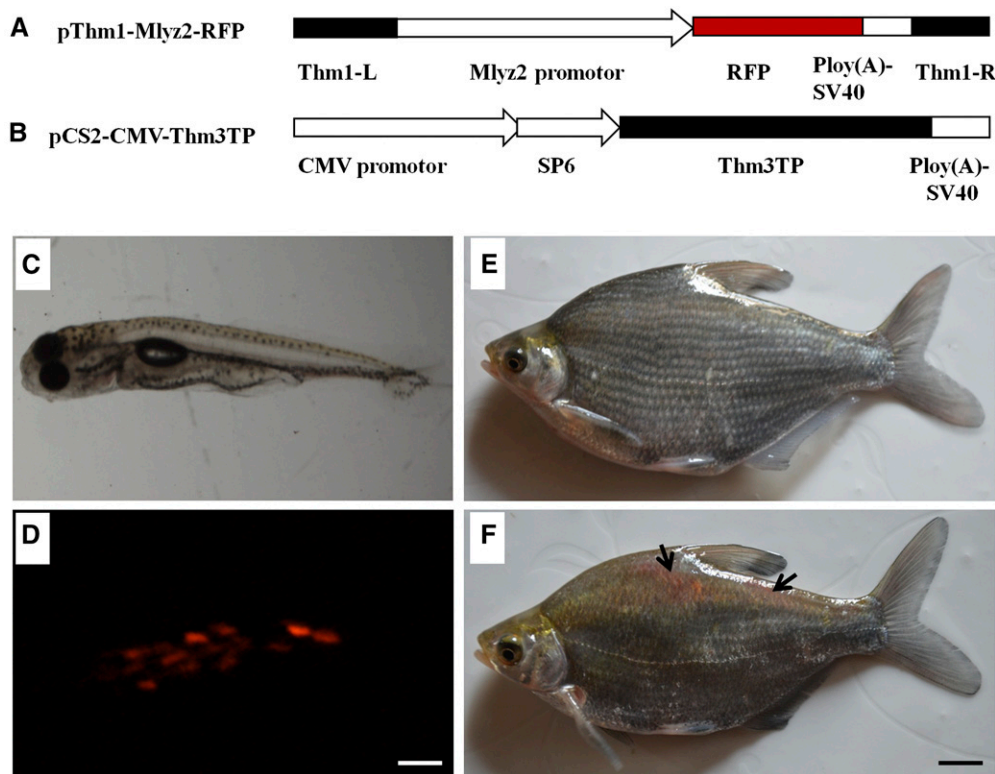 A pThm1-Mlyz2-RFP
Thm1-L Mlyz2 promotor RFP Ploy(A)-SV40 Thm1-R
B pCS2-CMV-Thm3TP
CMV promotor SP6 Thm3TP Ploy(A)-SV40
C
E
D
F